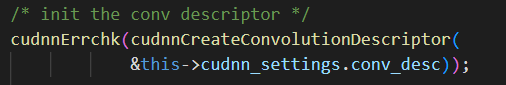 /* init the conv descriptor */
cudnnErrchk(cudnnCreateConvolutionDescriptor(
&this->cudnn_settings.conv_desc));